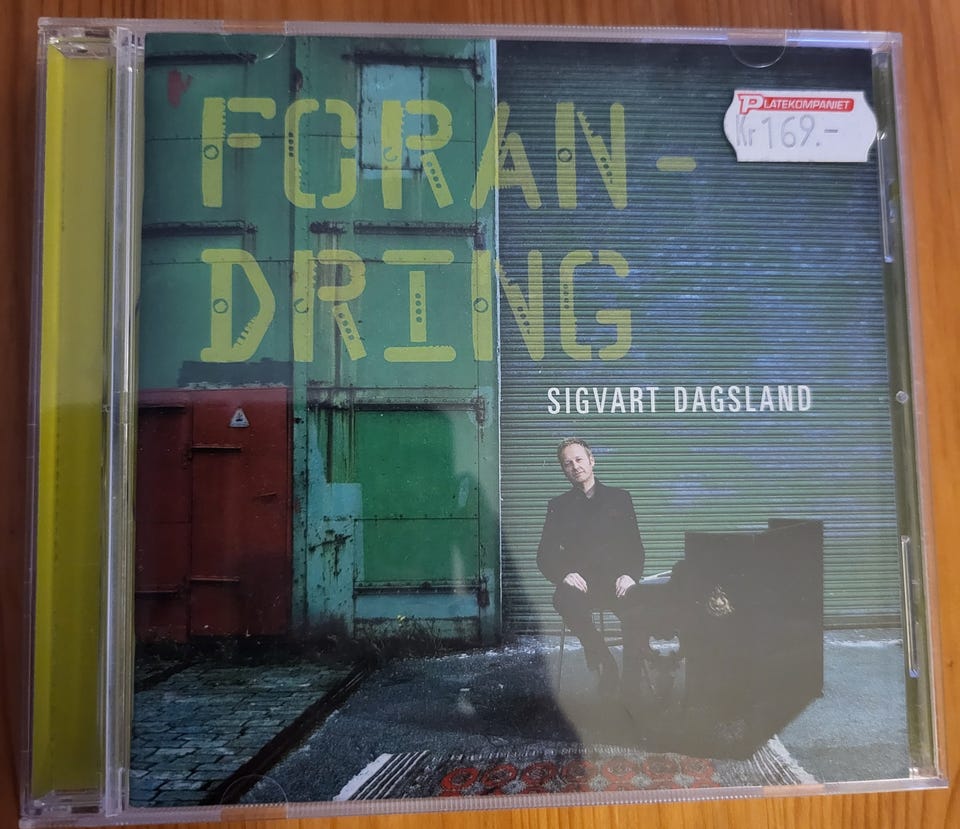 PLATEKOMPANIET
Kr 169.-
FORAN-
DRING
SIGVART DAGSLAND